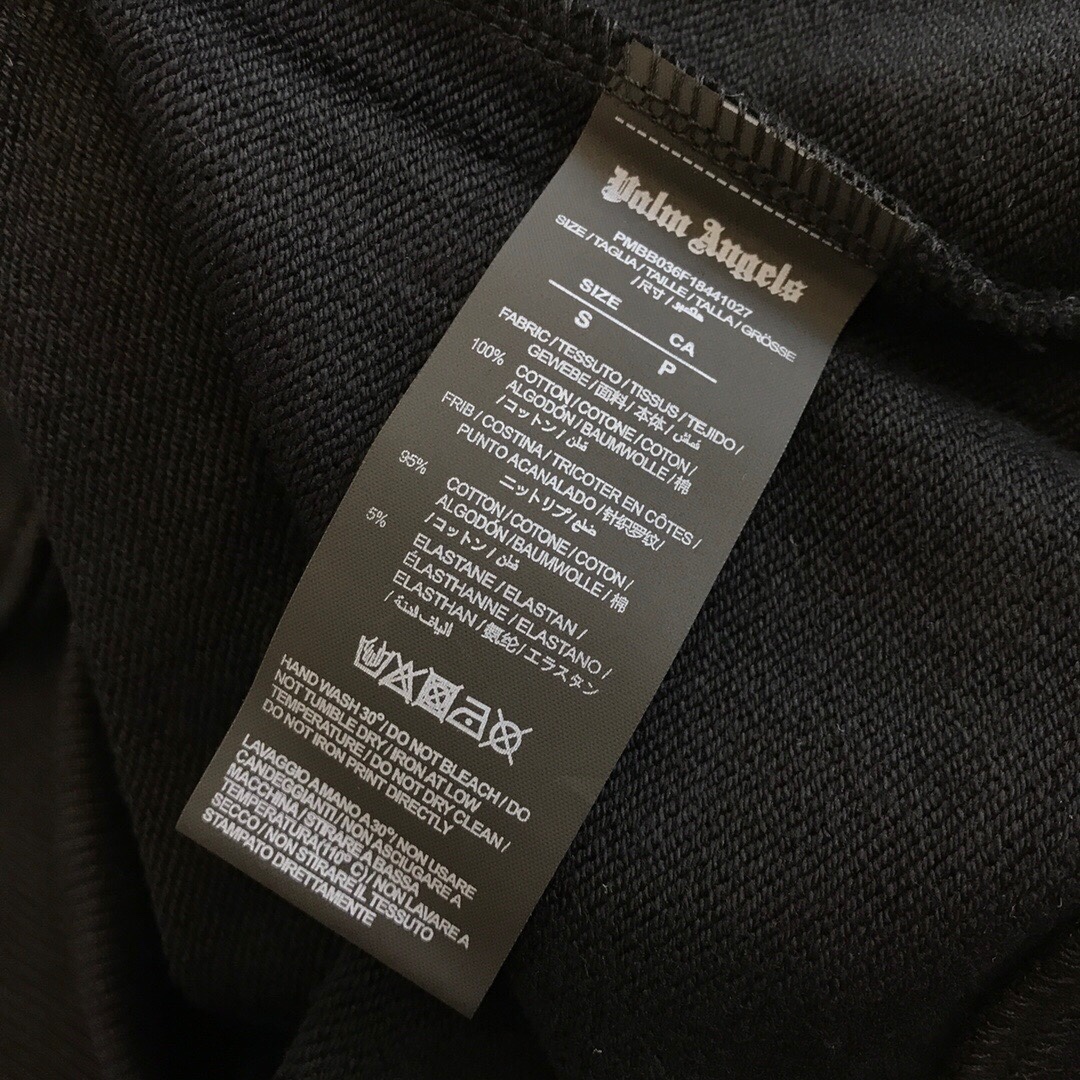 Palm Angels
PMBB036F18441027
SIZE / TAGLIA / TAILLE / TALLA / GRÖSSE
/ 尺寸 /
SIZE CA
S P
FABRIC / TESSUTO / TISSUS / TEJIDO /
GEWEBE / 面料 / 本体 / قماش
100% COTTON / COTONE / COTON /
ALGODÓN / BAUMWOLLE / 棉
/ コットン / قطن
FRIB / COSTINA / TRICOTER EN CÔTES /
PUNTO ACANALADO / 针织罗纹 /
ニットリブ / مضلع
95% COTTON / COTONE / COTON /
ALGODÓN / BAUMWOLLE / 棉
/ コットン / قطن
5% ELASTANE / ELASTAN /
ÉLASTHANNE / ELASTANO /
ELASTHAN / 氨纶 / エラスタン
/
HAND WASH 30° / DO NOT BLEACH / DO
NOT TUMBLE DRY / IRON AT LOW
TEMPERATURE / DO NOT DRY CLEAN /
DO NOT IRON PRINT DIRECTLY
LAVAGGIO A MANO A 30° / NON USARE
CANDEGGIANTI / NON ASCIUGARE A
MACCHINA / STIRARE A BASSA
TEMPERATURA (110° C) / NON LAVARE A
SECCO / NON STIRARE IL TESSUTO
STAMPATO DIRETTAMENTE